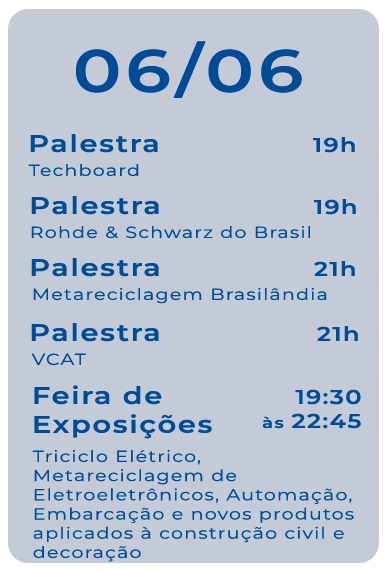 06/06
Palestra 19h
Techboard
Palestra 19h
Rohde & Schwarz do Brasil
Palestra 21h
Metareciclagem Brasilândia
Palestra 21h
VCAT
Feira de 19:30
Exposições às 22:45
Triciclo Elétrico,
Metareciclagem de
Eletroeletrônicos, Automação,
Embarcação e novos produtos
aplicados à construção civil e
decoração